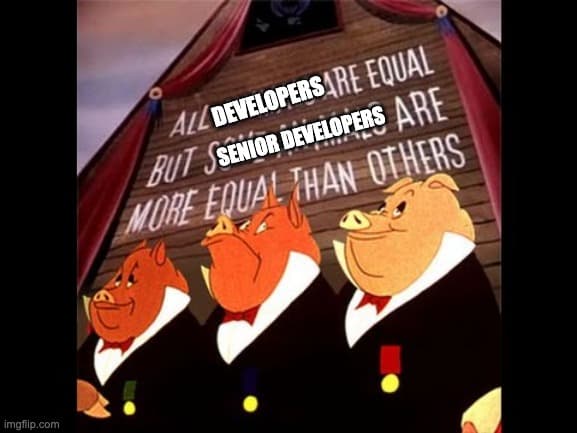 ALL DEVELOPERS ARE EQUAL
BUT SENIOR DEVELOPERS ARE
MORE EQUAL THAN OTHERS
imgflip.com